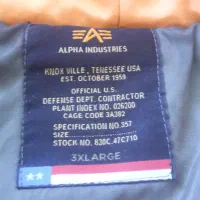 ALPHA INDUSTRIES
KNOX VILLE, TENESSEE USA
EST. OCTOBER 1959
OFFICIAL U.S.
DEFENSE DEPT. CONTRACTOR
PLANT INDEX NO. 026200
CAGE CODE 3A382
SPECIFICATION NO.357
SIZE
STOCK NO. 820C.47C710
3XLARGE